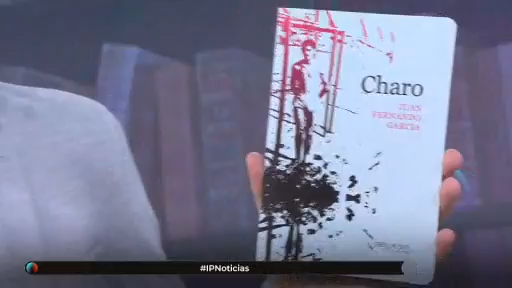 Charo
JUAN
FERNANDO
GARCÍA
#IPNoticias